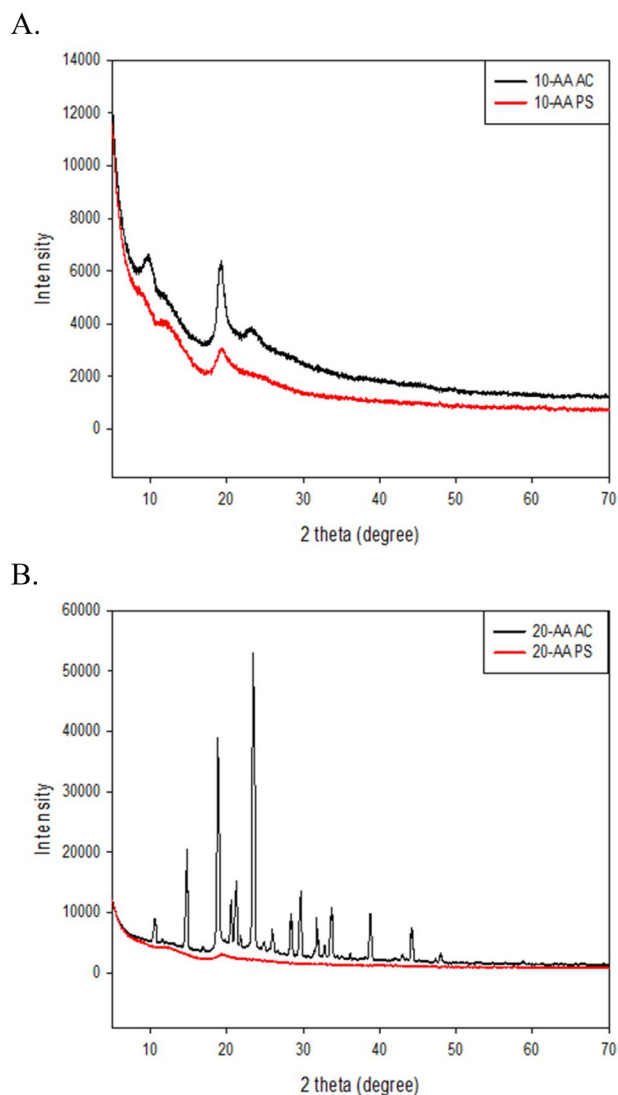 A.
14000
10-AA AC
12000
10-AA PS
10000
8000
Intensity
6000
4000
2000
0
10 20 30 40 50 60 70
2 theta (degree)
B.
60000
20-AA AC
50000
20-AA PS
40000
Intensity
30000
20000
10000
0
10 20 30 40 50 60 70
2 theta (degree)